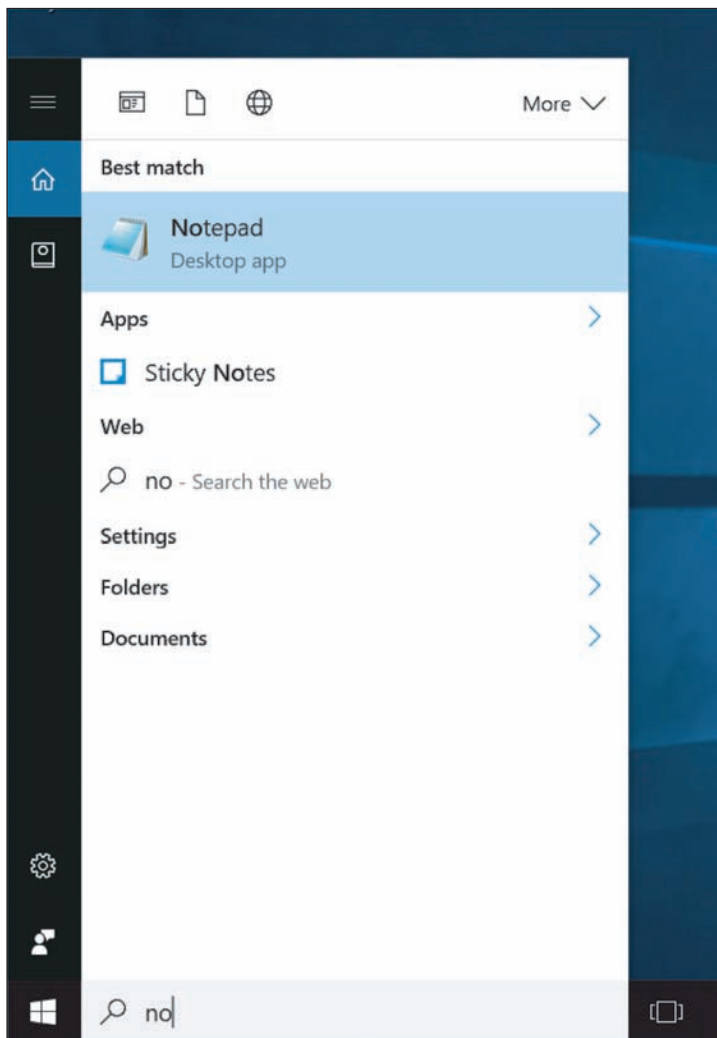 More
Best match
Notepad
Desktop app
Apps
Sticky Notes
Web
no - Search the web
Settings
Folders
Documents
no